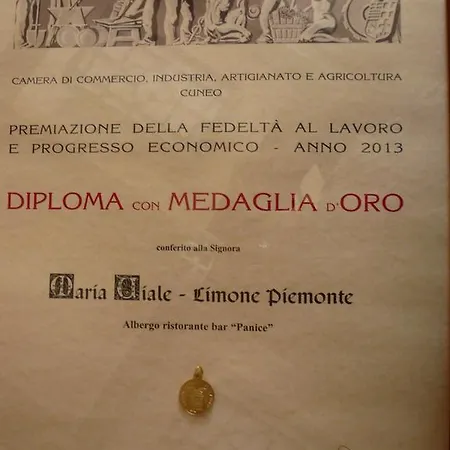 CAMERA DI COMMERCIO, INDUSTRIA, ARTIGIANATO E AGRICOLTURA
CUNEO
PREMIAZIONE DELLA FEDELTÀ AL LAVORO
E PROGRESSO ECONOMICO - ANNO 2013
DIPLOMA CON MEDAGLIA D'ORO
conferito alla Signora
Maria Viale - Limone Piemonte
Albergo ristorante bar “Panice”